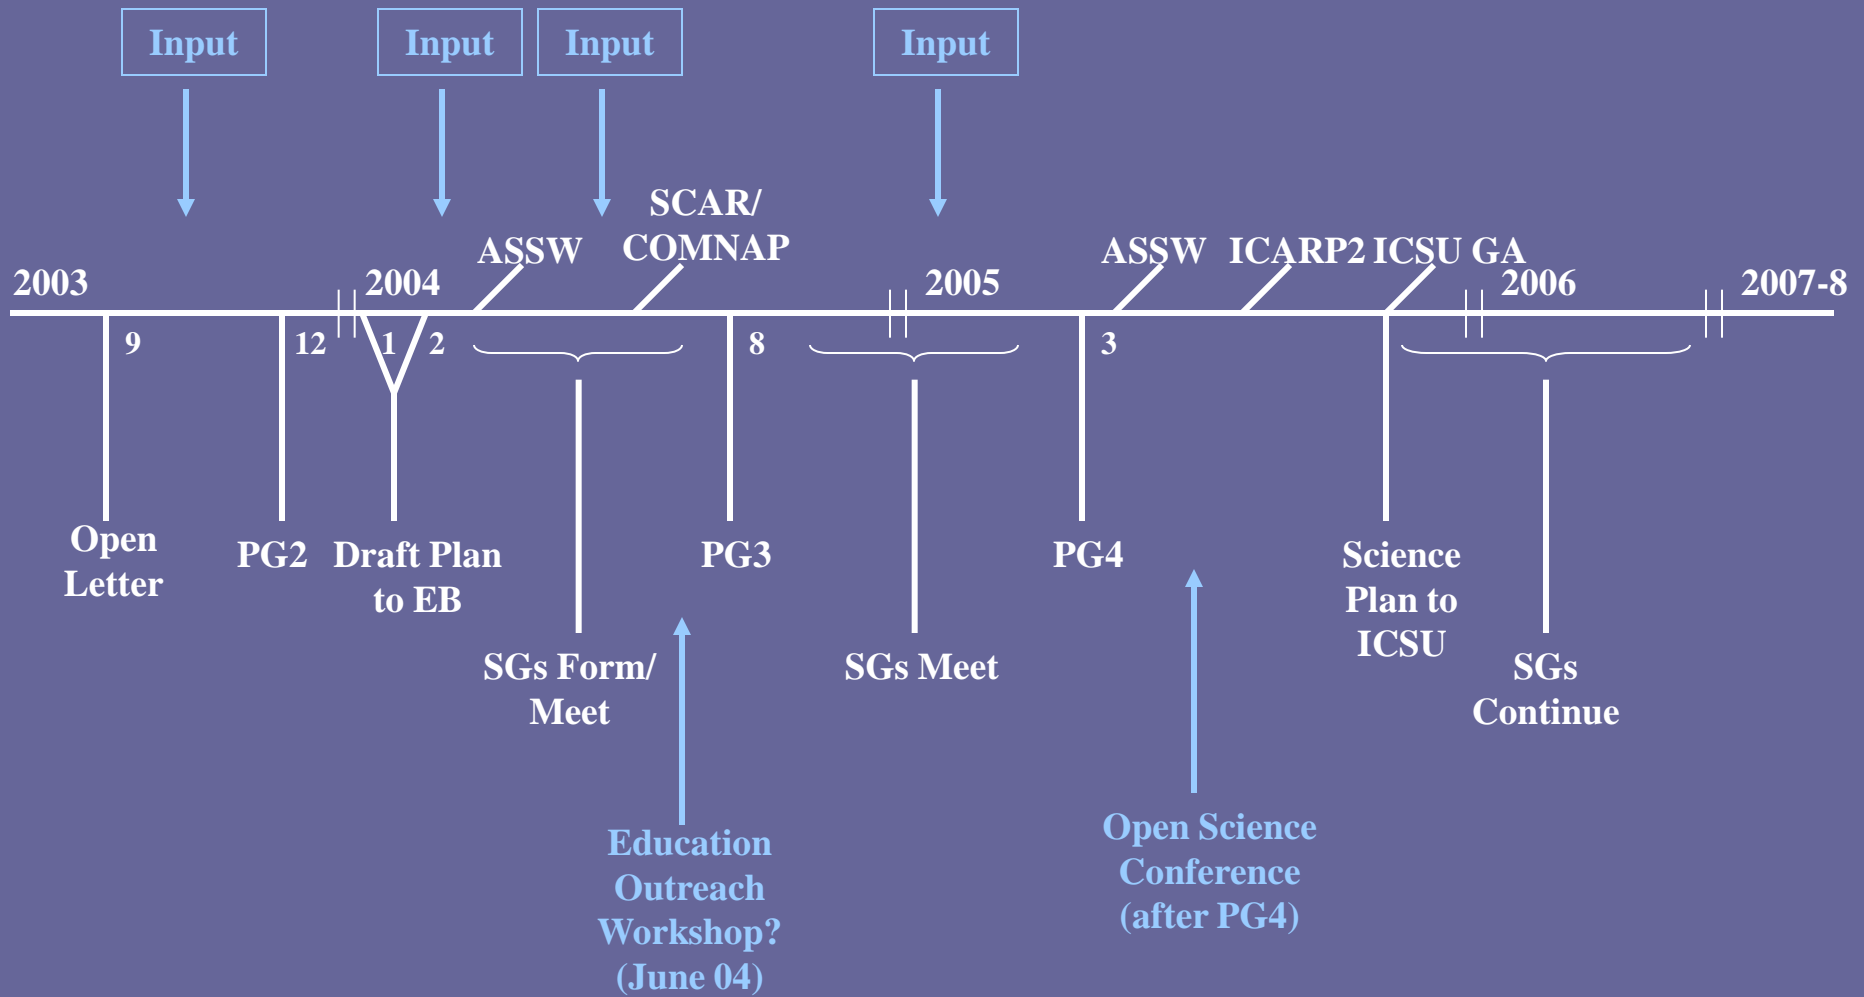 Input
Input
Input
Input
SCAR/
COMNAP
ASSW
ASSW
ICARP2
ICSU GA
2003
2004
2005
2006
2007-8
9
12
1
2
8
3
Open
Letter
PG2
Draft Plan
to EB
PG3
PG4
Science
Plan to
ICSU
SGs Form/
Meet
SGs Meet
SGs
Continue
Education
Outreach
Workshop?
(June 04)
Open Science
Conference
(after PG4)